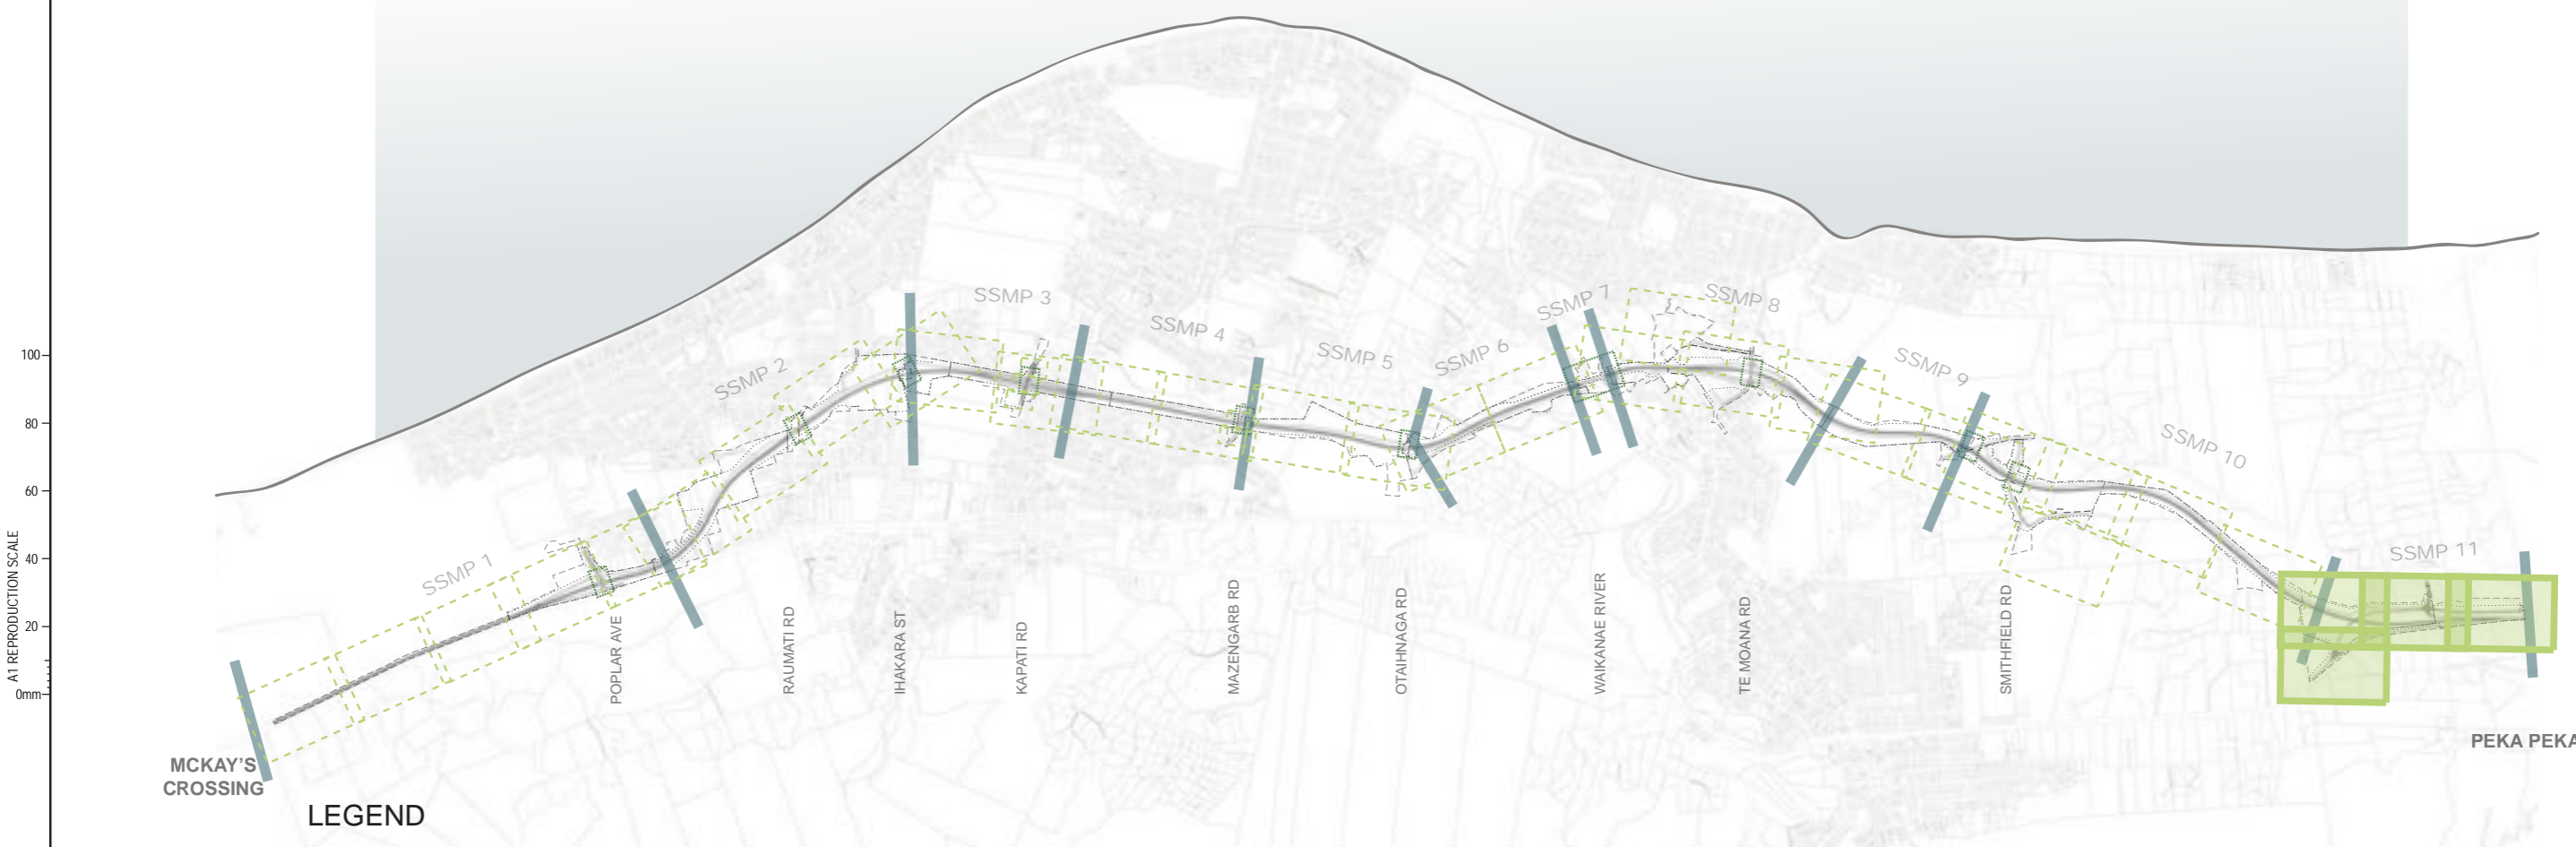 SSMP 1
SSMP 2
SSMP 3
SSMP 4
SSMP 5
SSMP 6
SSMP 7
SSMP 8
SSMP 9
SSMP 10
SSMP 11
100
80
60
40
20
0mm
A1 REPRODUCTION SCALE
POPLAR AVE
RAUMATI RD
IHAKARA ST
KAPATI RD
MAZENGARB RD
OTAIHNAGA RD
WAIKANAE RIVER
TE MOANA RD
SMITHFIELD RD
MCKAY'S
CROSSING
PEKA PEKA
LEGEND